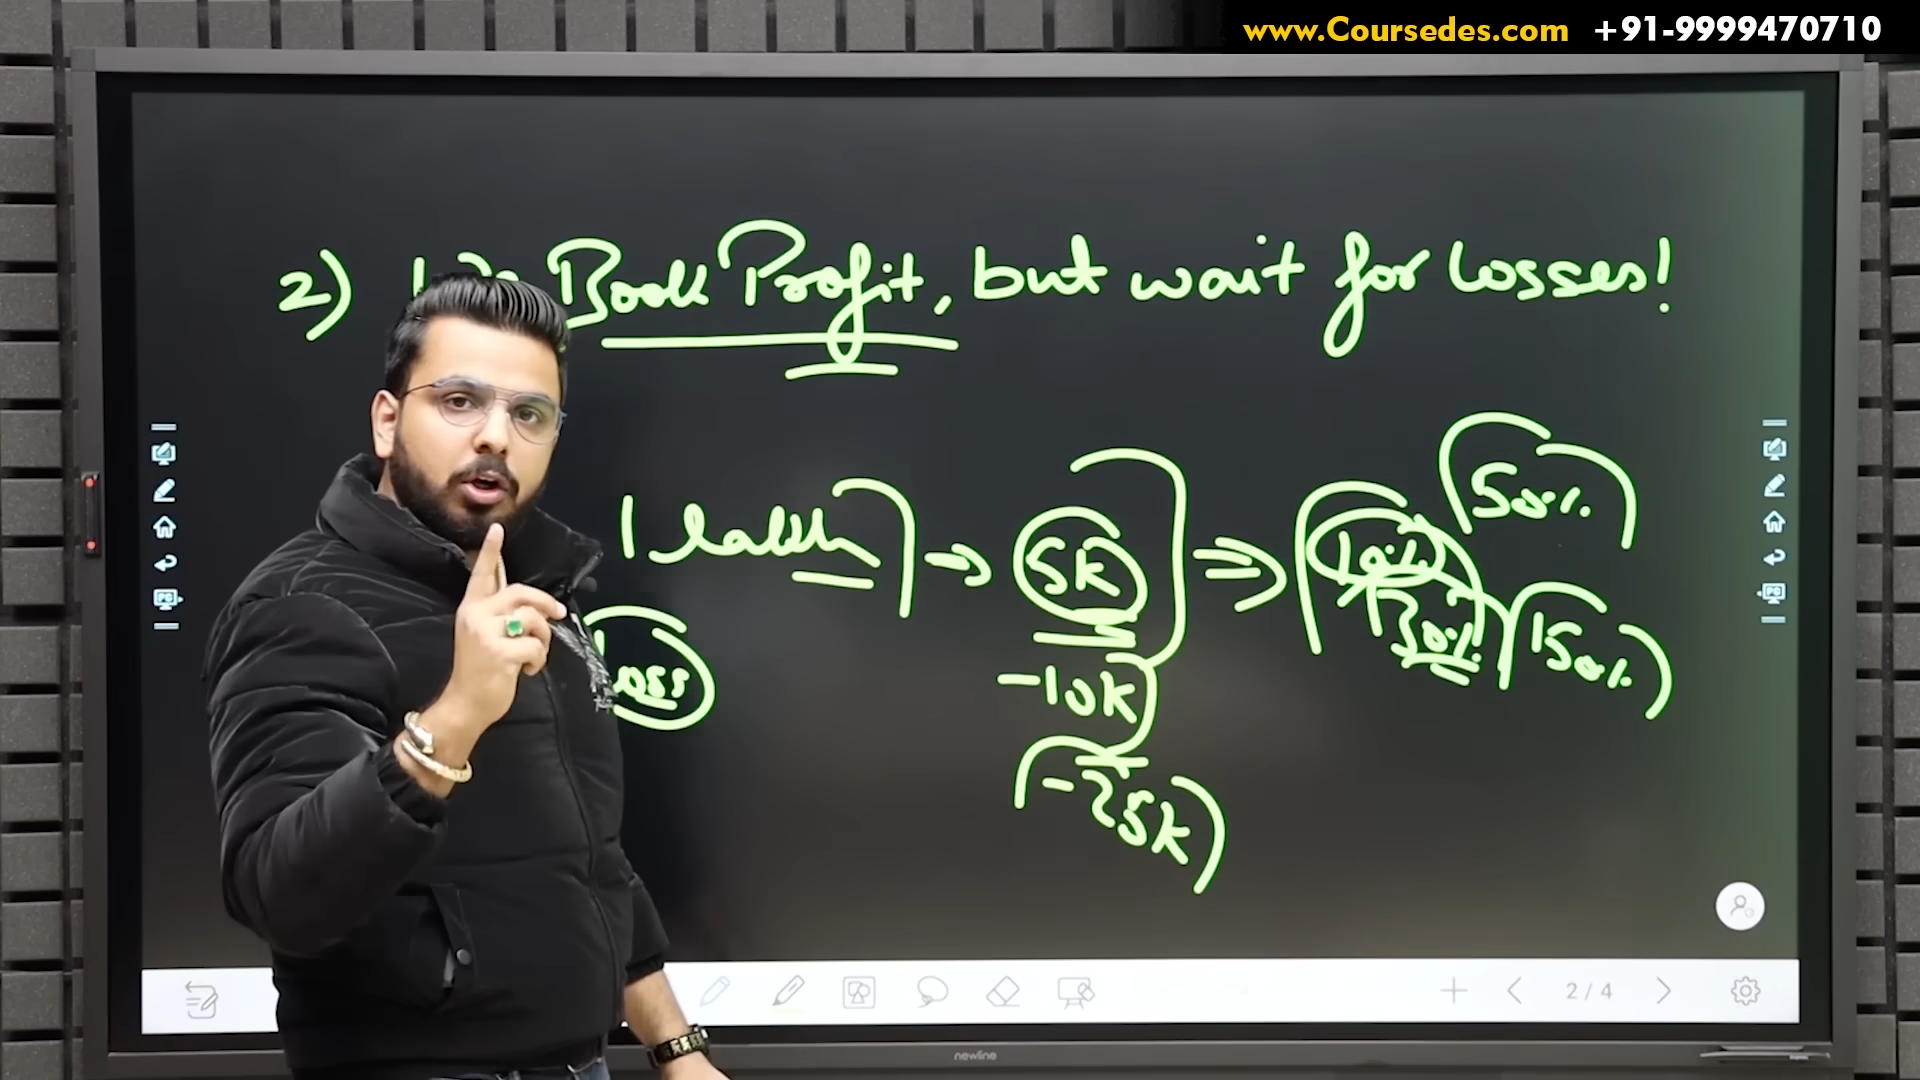 www.Coursedes.com +91-9999470710
2) Book Profit, but wait for losses!
1 lakh → 5k ⇒ 10% 50%
30% 150%
Loss
-10k
-25k
2 / 4
newline